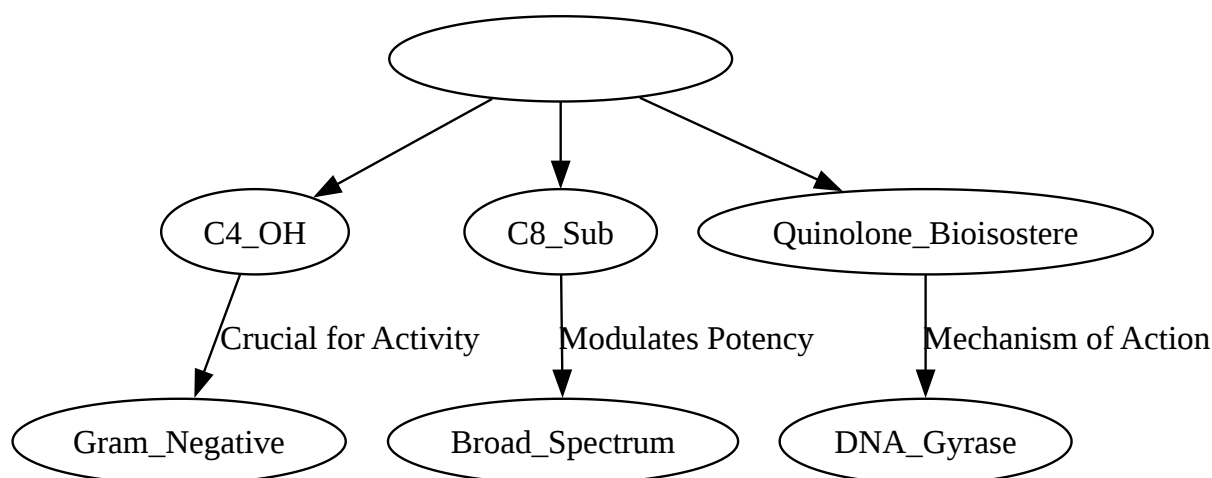 C4_OH
C8_Sub
Quinolone_Bioisostere
Crucial for Activity
Modulates Potency
Mechanism of Action
Gram_Negative
Broad_Spectrum
DNA_Gyrase